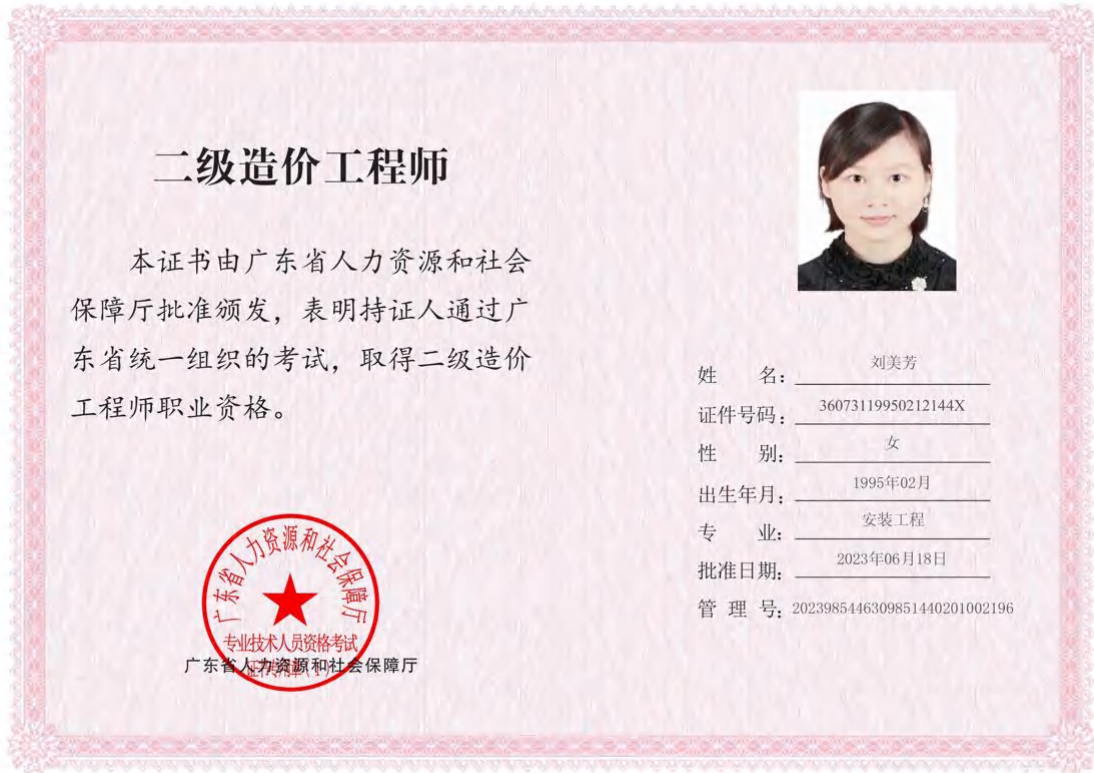 二级造价工程师
本证书由广东省人力资源和社会
保障厅批准颁发，表明持证人通过广
东省统一组织的考试，取得二级造价
工程师职业资格。
广东省人力资源和社会保障厅
专业技术人员资格考试
广东省人力资源和社会保障厅
姓名：刘美芳
证件号码：36073119950212144X
性别：女
出生年月：1995年02月
专业：安装工程
批准日期：2023年06月18日
管理号：2023985446309851440201002196